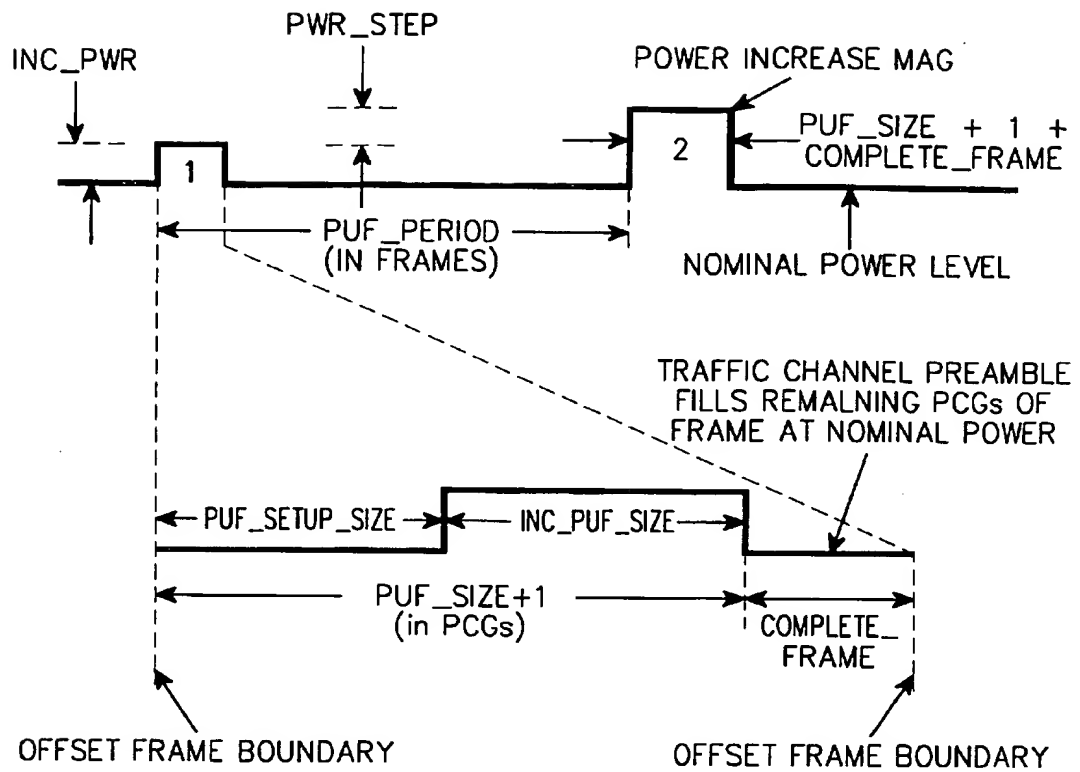 PWR_STEP
INC_PWR
POWER INCREASE MAG
1
2
PUF_SIZE + 1 +
COMPLETE_FRAME
PUF_PERIOD
(IN FRAMES)
NOMINAL POWER LEVEL
TRAFFIC CHANNEL PREAMBLE
FILLS REMALNING PCGs OF
FRAME AT NOMINAL POWER
PUF_SETUP_SIZE
INC_PUF_SIZE
PUF_SIZE+1
(in PCGs)
COMPLETE_
FRAME
OFFSET FRAME BOUNDARY
OFFSET FRAME BOUNDARY